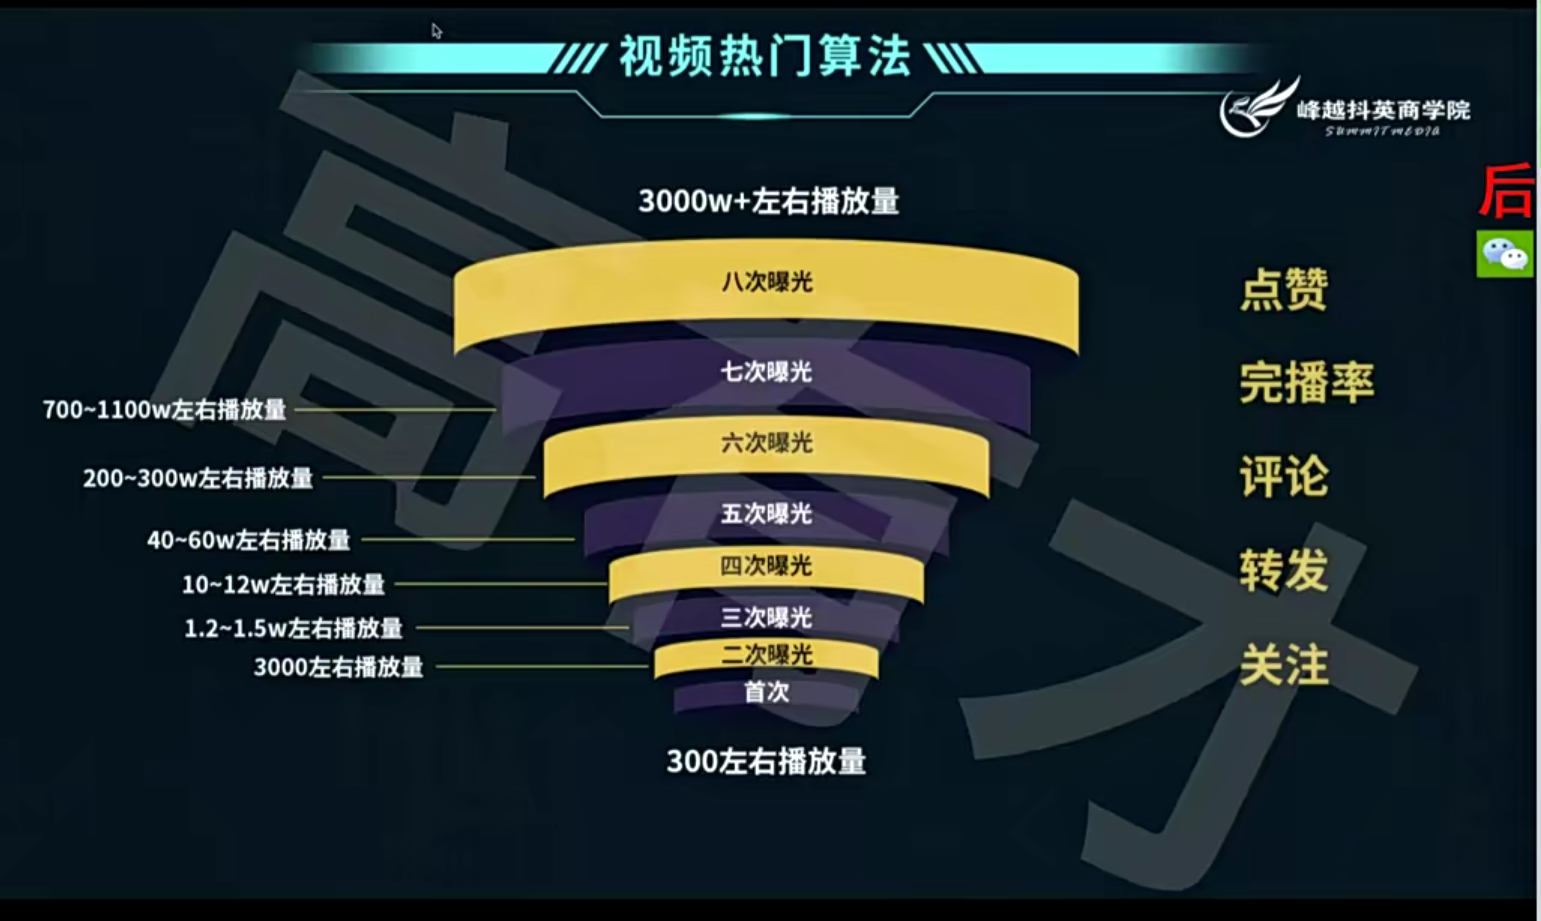 视频热门算法
峰越抖英商学院
SUMMITMEDIA
后
3000w+左右播放量
八次曝光
七次曝光
700~1100w左右播放量
六次曝光
200~300w左右播放量
五次曝光
40~60w左右播放量
四次曝光
10~12w左右播放量
三次曝光
1.2~1.5w左右播放量
二次曝光
3000左右播放量
首次
300左右播放量
点赞
完播率
评论
转发
关注
高不才